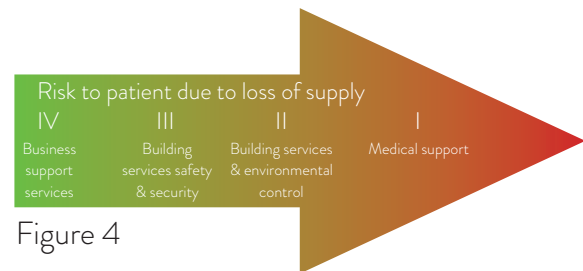 Risk to patient due to loss of supply
IV
Business
support
services
III
Building
services safety
& security
II
Building services
& environmental
control
I
Medical support
Figure 4